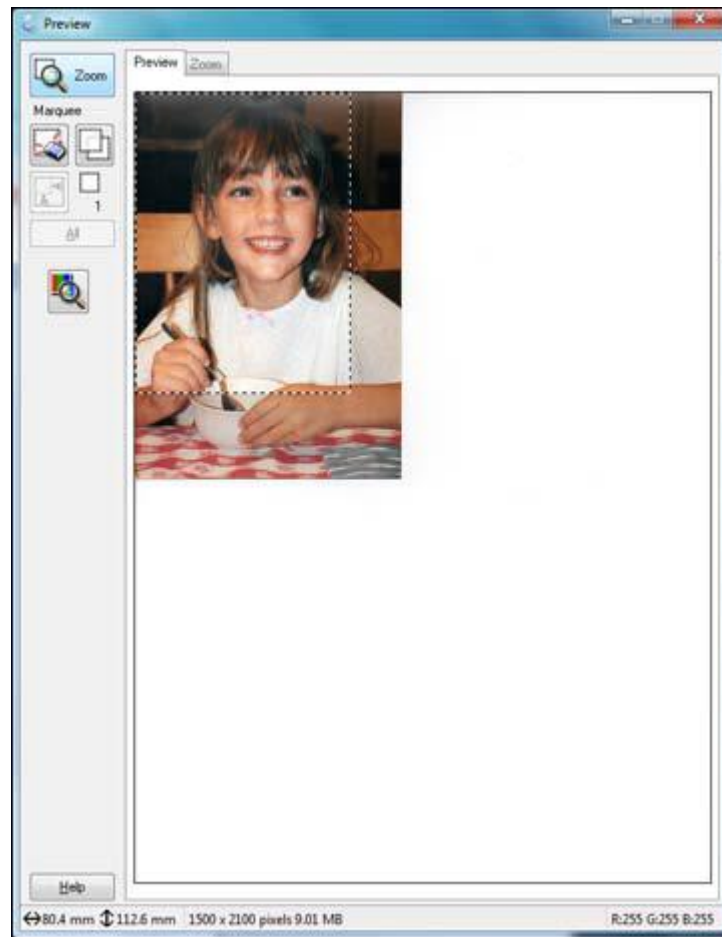 Preview
Zoom
Preview Zoom
Marquee
1
All
Help
80.4 mm 112.6 mm 1500 x 2100 pixels 9.01 MB R:255 G:255 B:255